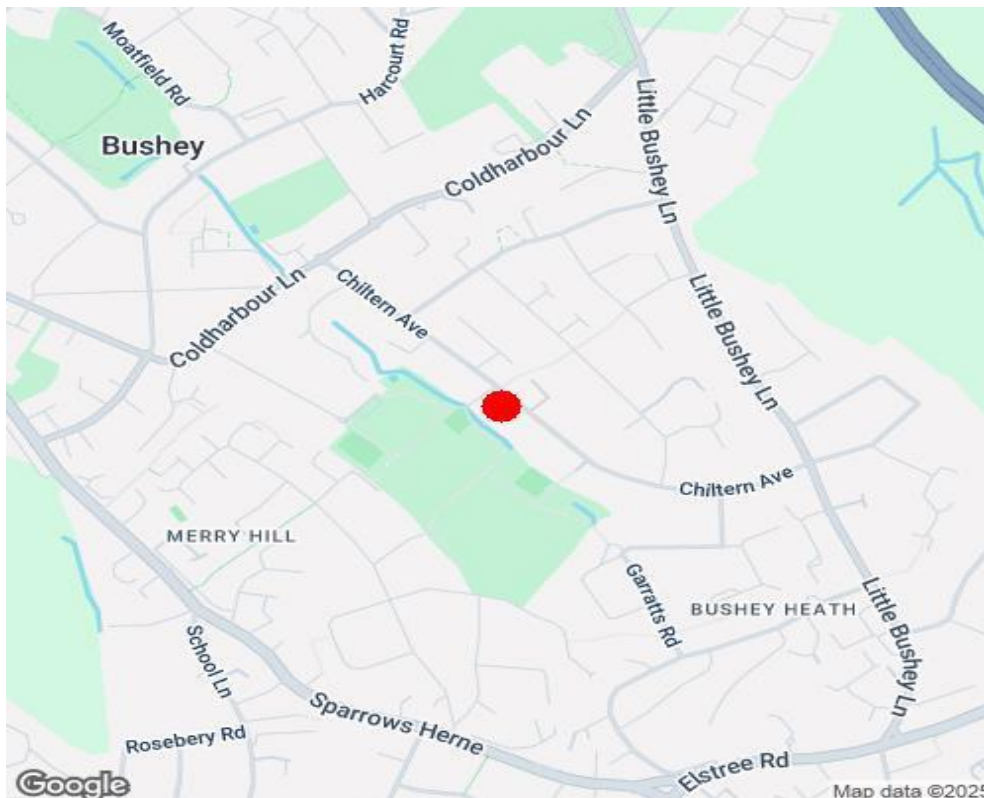 Moatfield Rd
Harcourt Rd
Bushey
Coldharbour Ln
Little Bushey Ln
Chiltern Ave
Coldharbour Ln
Little Bushey Ln
Chiltern Ave
MERRY HILL
Garratts Rd
BUSHEY HEATH
Little Bushey Ln
School Ln
Sparrows Herne
Rosebery Rd
Elstree Rd
Google
Map data ©2025